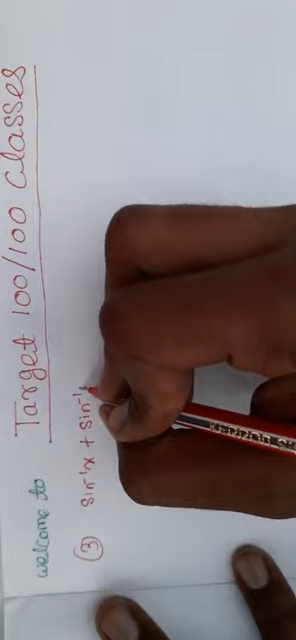 welcome to
Target 100/100 classes
(3) sin⁻¹x + sin⁻¹